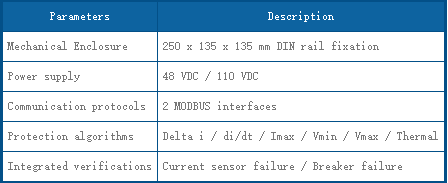 Parameters Description
Mechanical Enclosure 250 x 135 x 135 mm DIN rail fixation
Power supply 48 VDC / 110 VDC
Communication protocols 2 MODBUS interfaces
Protection algorithms Delta i / di/dt / Imax / Vmin / Vmax / Thermal
Integrated verifications Current sensor failure / Breaker failure